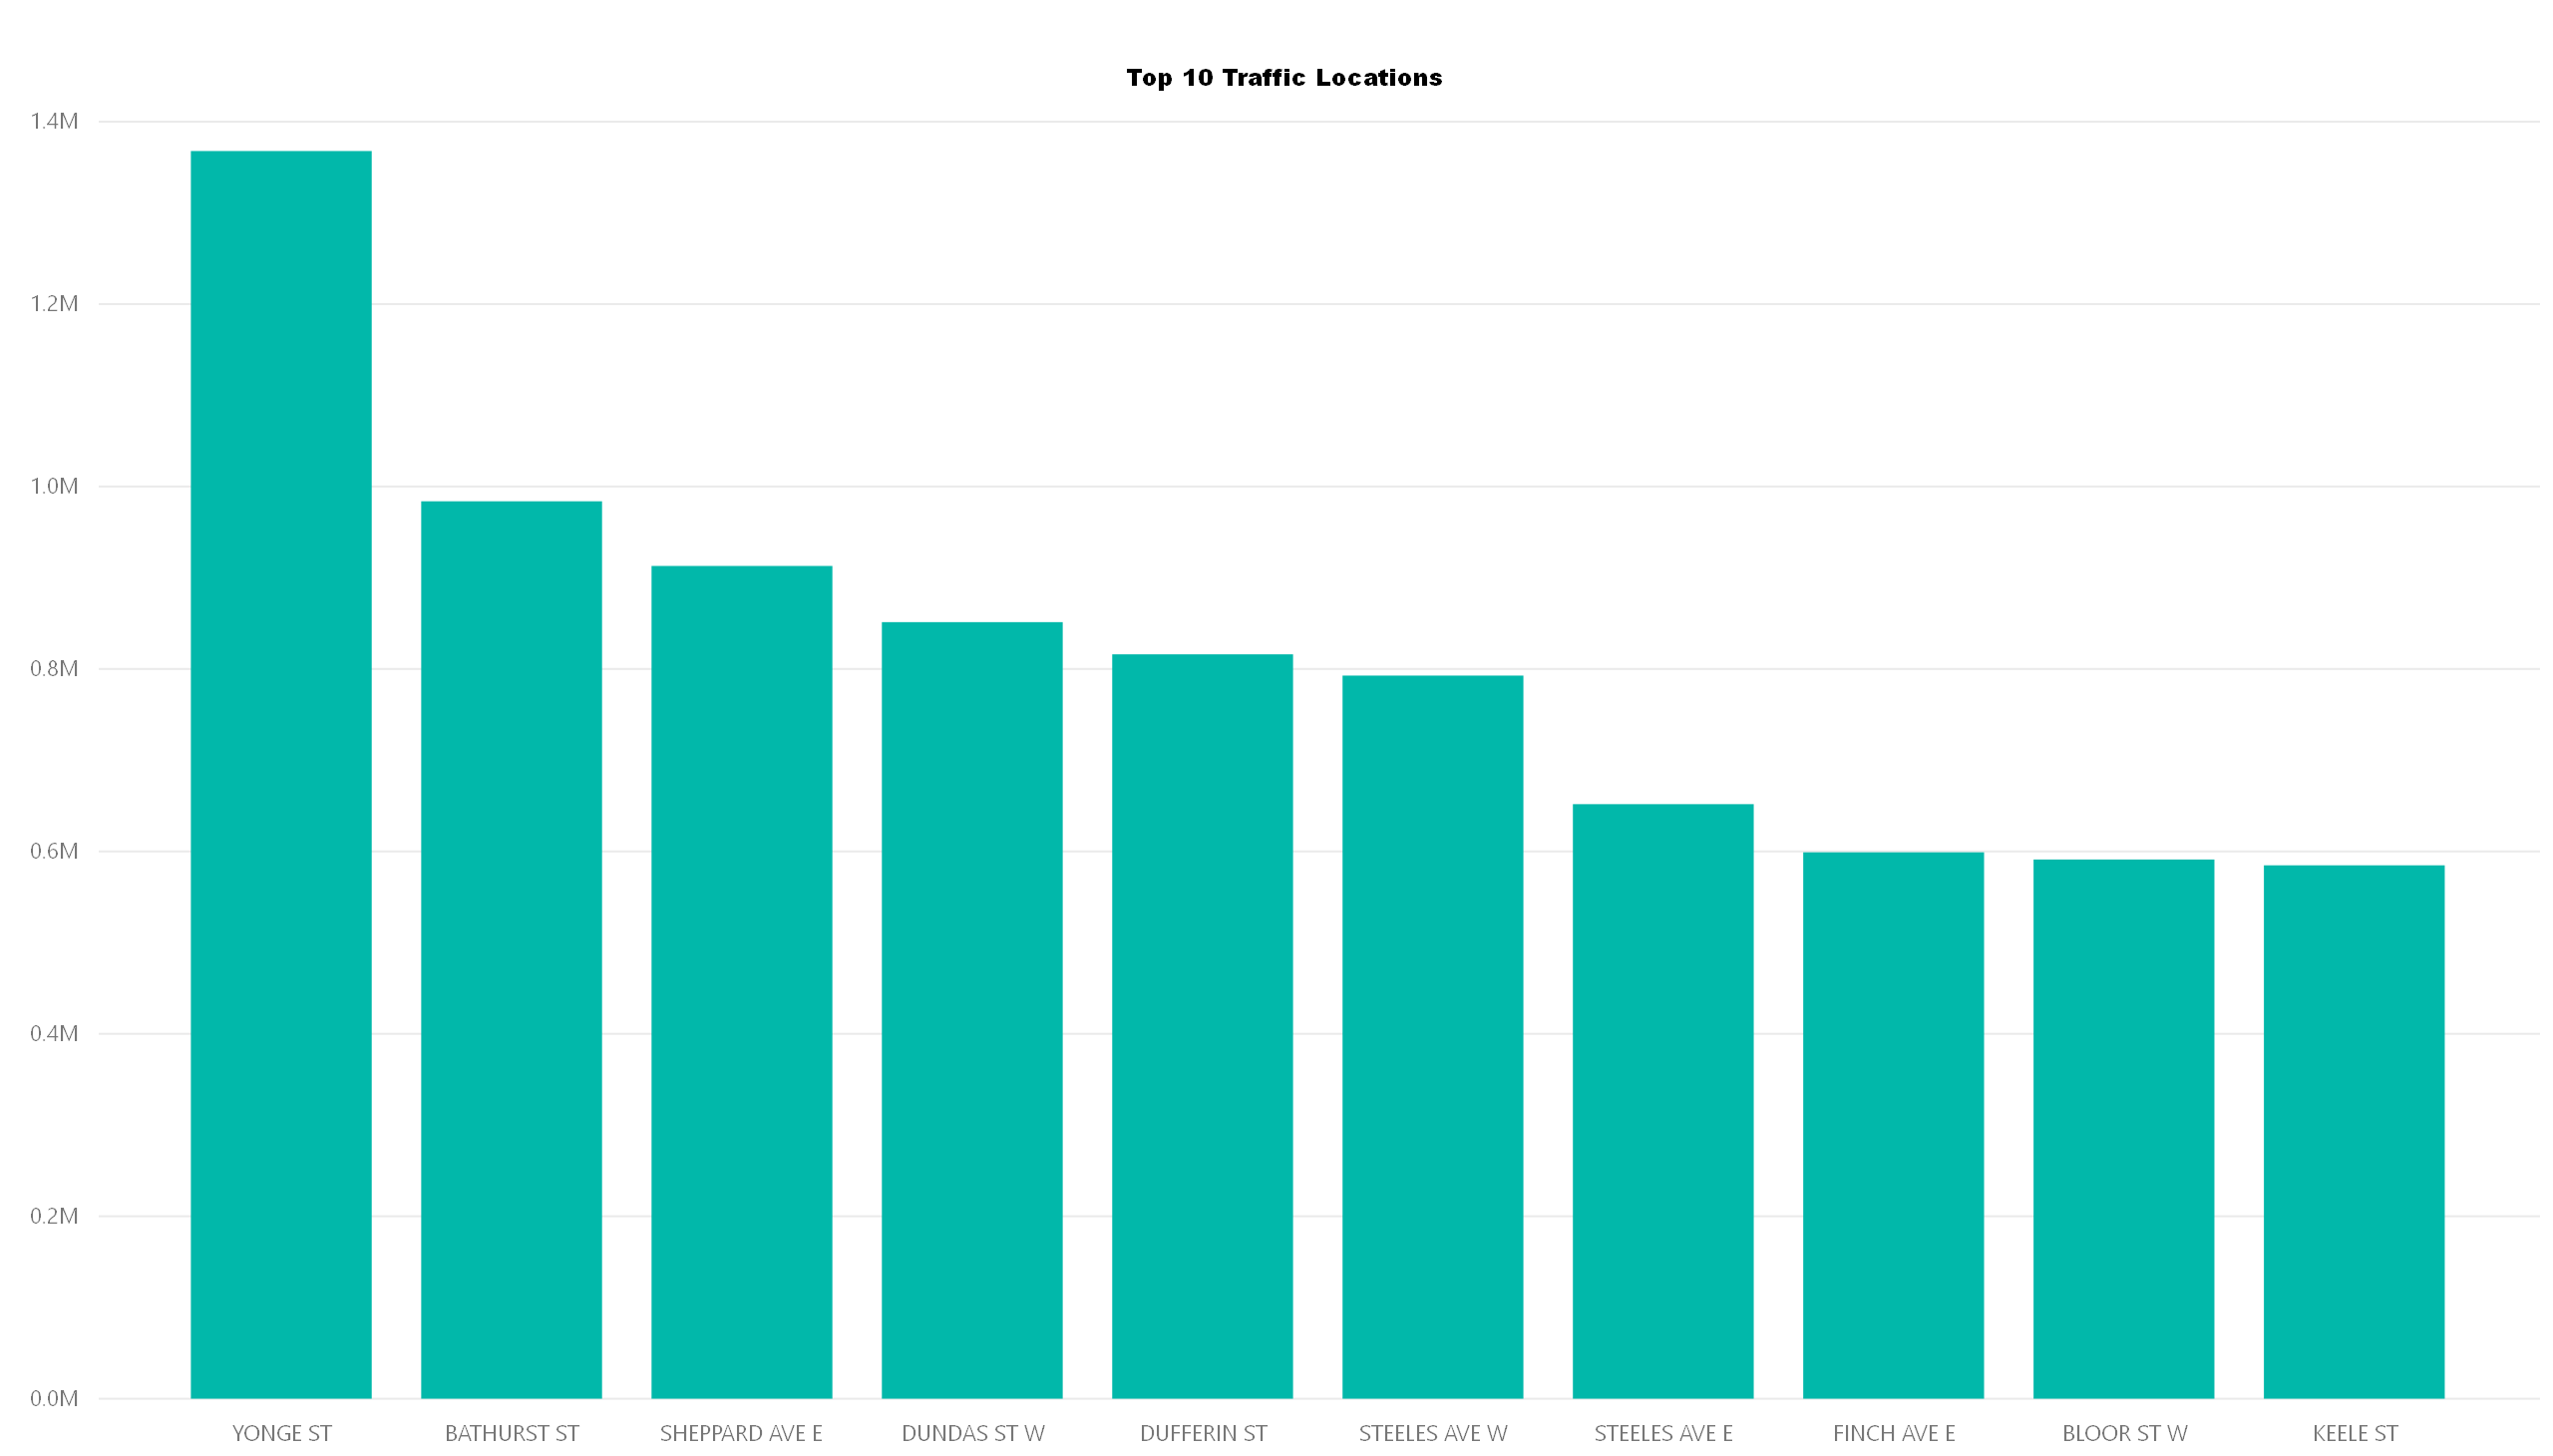 Top 10 Traffic Locations
1.4M
1.2M
1.0M
0.8M
0.6M
0.4M
0.2M
0.0M
YONGE ST BATHURST ST SHEPPARD AVE E DUNDAS ST W DUFFERIN ST STEELES AVE W STEELES AVE E FINCH AVE E BLOOR ST W KEELE ST